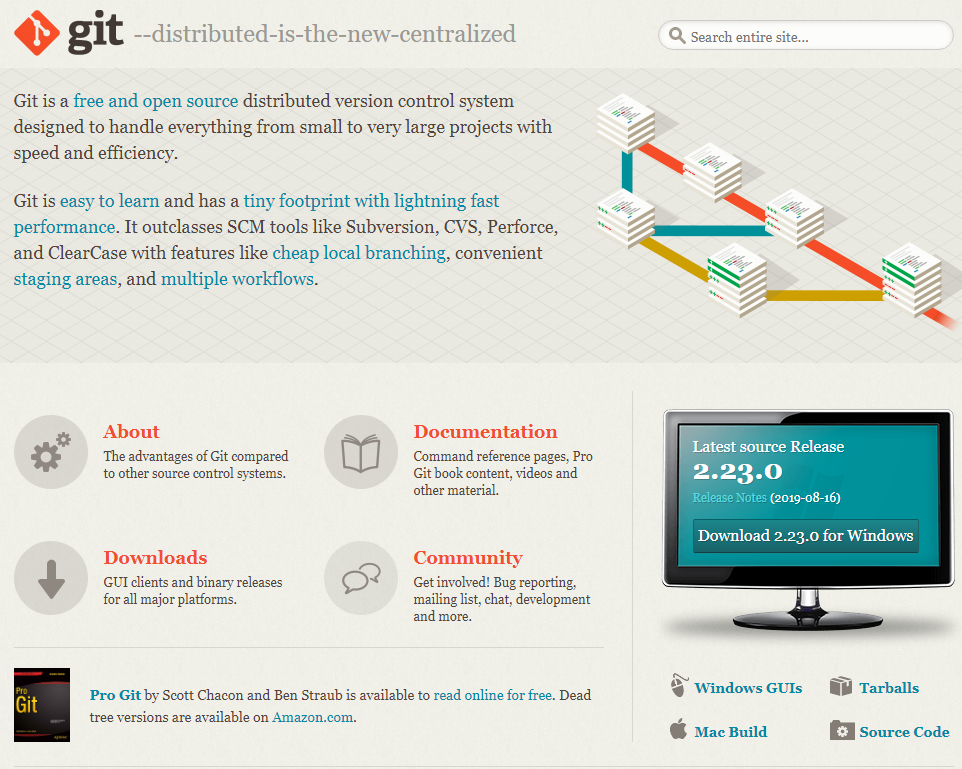 git --distributed-is-the-new-centralized
Search entire site...
Git is a free and open source distributed version control system
designed to handle everything from small to very large projects with
speed and efficiency.
Git is easy to learn and has a tiny footprint with lightning fast
performance. It outclasses SCM tools like Subversion, CVS, Perforce,
and ClearCase with features like cheap local branching, convenient
staging areas, and multiple workflows.
About
The advantages of Git compared
to other source control systems.
Documentation
Command reference pages, Pro
Git book content, videos and
other material.
Downloads
GUI clients and binary releases
for all major platforms.
Community
Get involved! Bug reporting,
mailing list, chat, development
and more.
Pro
Git
Pro Git by Scott Chacon and Ben Straub is available to read online for free. Dead
tree versions are available on Amazon.com.
Latest source Release
2.23.0
Release Notes (2019-08-16)
Download 2.23.0 for Windows
Windows GUIs
Tarballs
Mac Build
Source Code